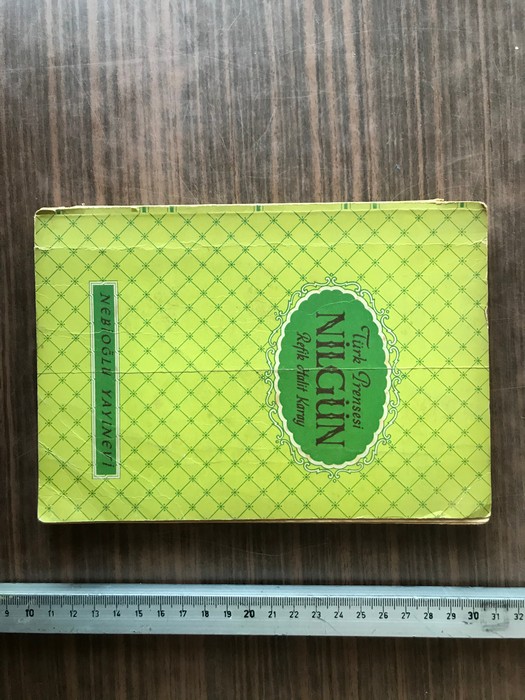 Türk Prensesi
NİLGÜN
Refik Halit Karay
NEBİOĞLU YAYINEVİ
9 10 11 12 13 14 15 16 17 18 19 20 21 22 23 24 25 26 27 28 29 30 31 32